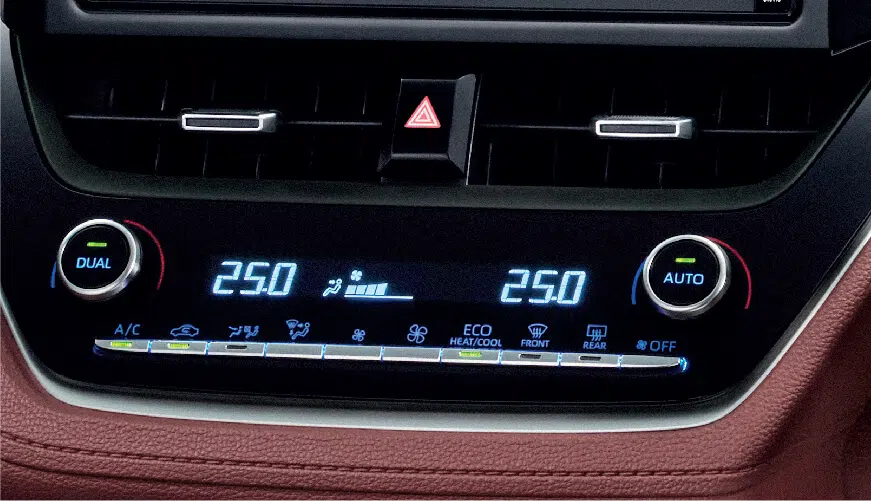 DUAL
25.0
25.0
AUTO
A/C
ECO
HEAT/COOL
FRONT
REAR
OFF